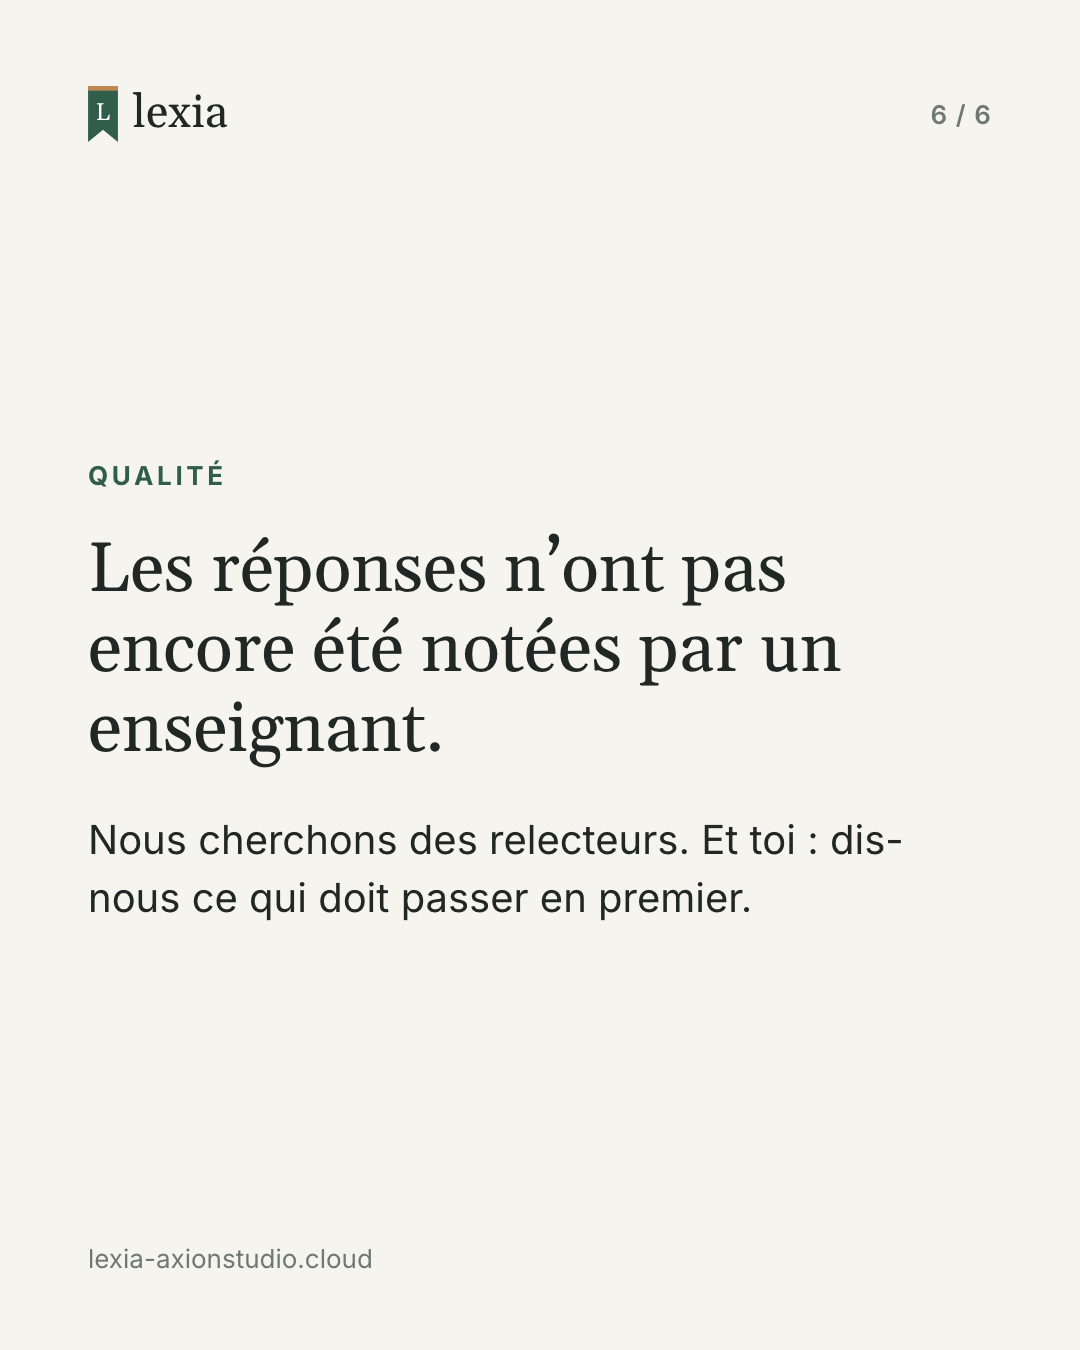 L lexia
6 / 6
QUALITÉ
Les réponses n’ont pas
encore été notées par un
enseignant.
Nous cherchons des relecteurs. Et toi : dis-
nous ce qui doit passer en premier.
lexia-axionstudio.cloud